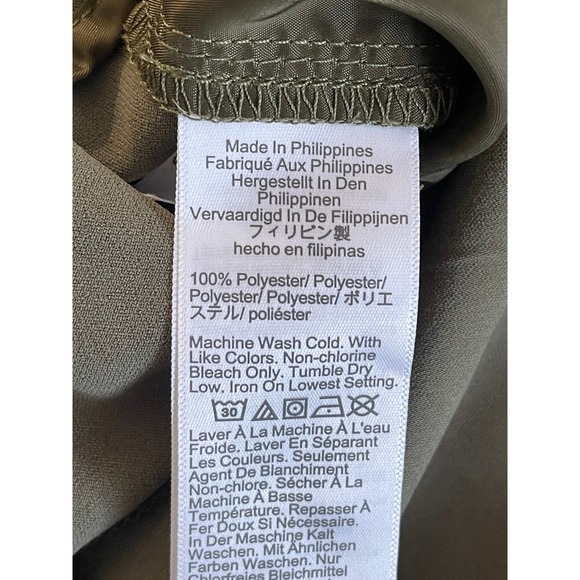 Made In Philippines
Fabriqué Aux Philippines
Hergestellt In Den
Philippinen
Vervaardigd In De Filippijnen
フィリピン製
hecho en filipinas
100% Polyester/ Polyester/
Polyester/ Polyester/ ポリエ
ステル/ poliéster
Machine Wash Cold. With
Like Colors. Non-chlorine
Bleach Only. Tumble Dry
Low. Iron On Lowest Setting.
30
Laver À La Machine À L'eau
Froide. Laver En Séparant
Les Couleurs. Seulement
Agent De Blanchiment
Non-chlore. Sécher À La
Machine À Basse
Température. Repasser À
Fer Doux Si Nécessaire.
In Der Maschine Kalt
Waschen. Mit Ähnlichen
Farben Waschen. Nur
Chlorfreies Bleichmittel